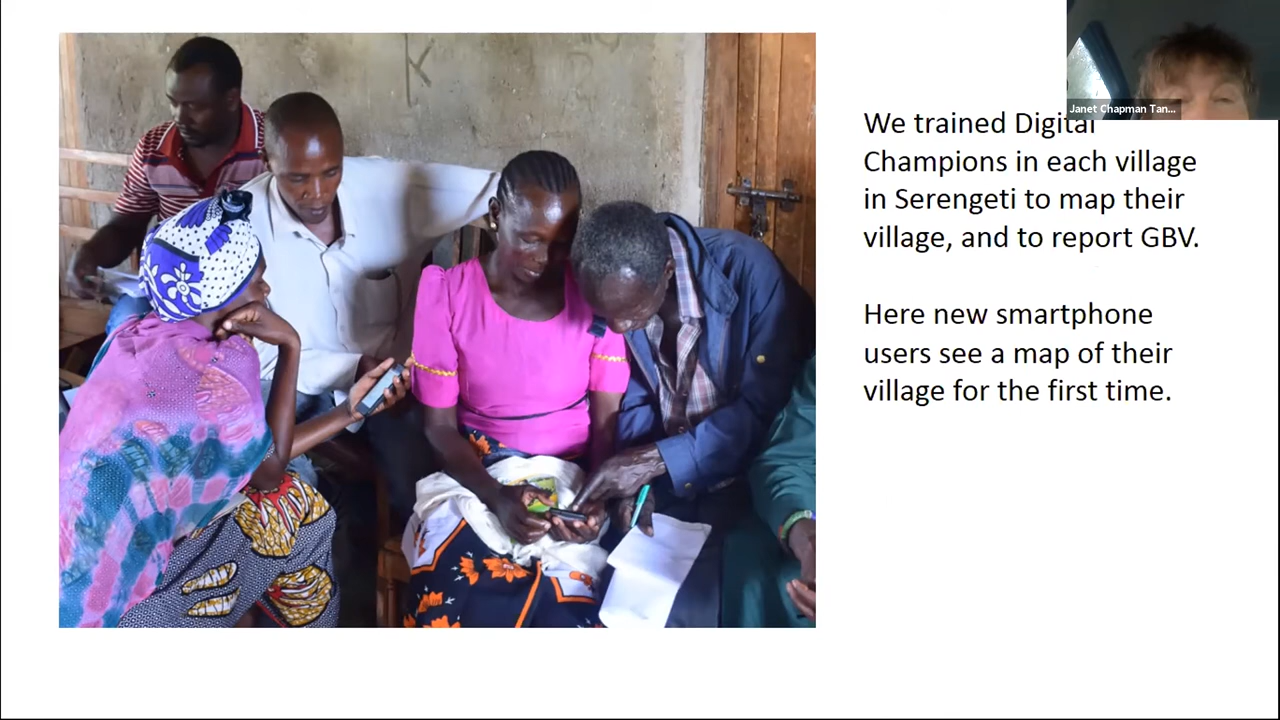 Janet Chapman Tan...
We trained Digital
Champions in each village
in Serengeti to map their
village, and to report GBV.
Here new smartphone
users see a map of their
village for the first time.
K